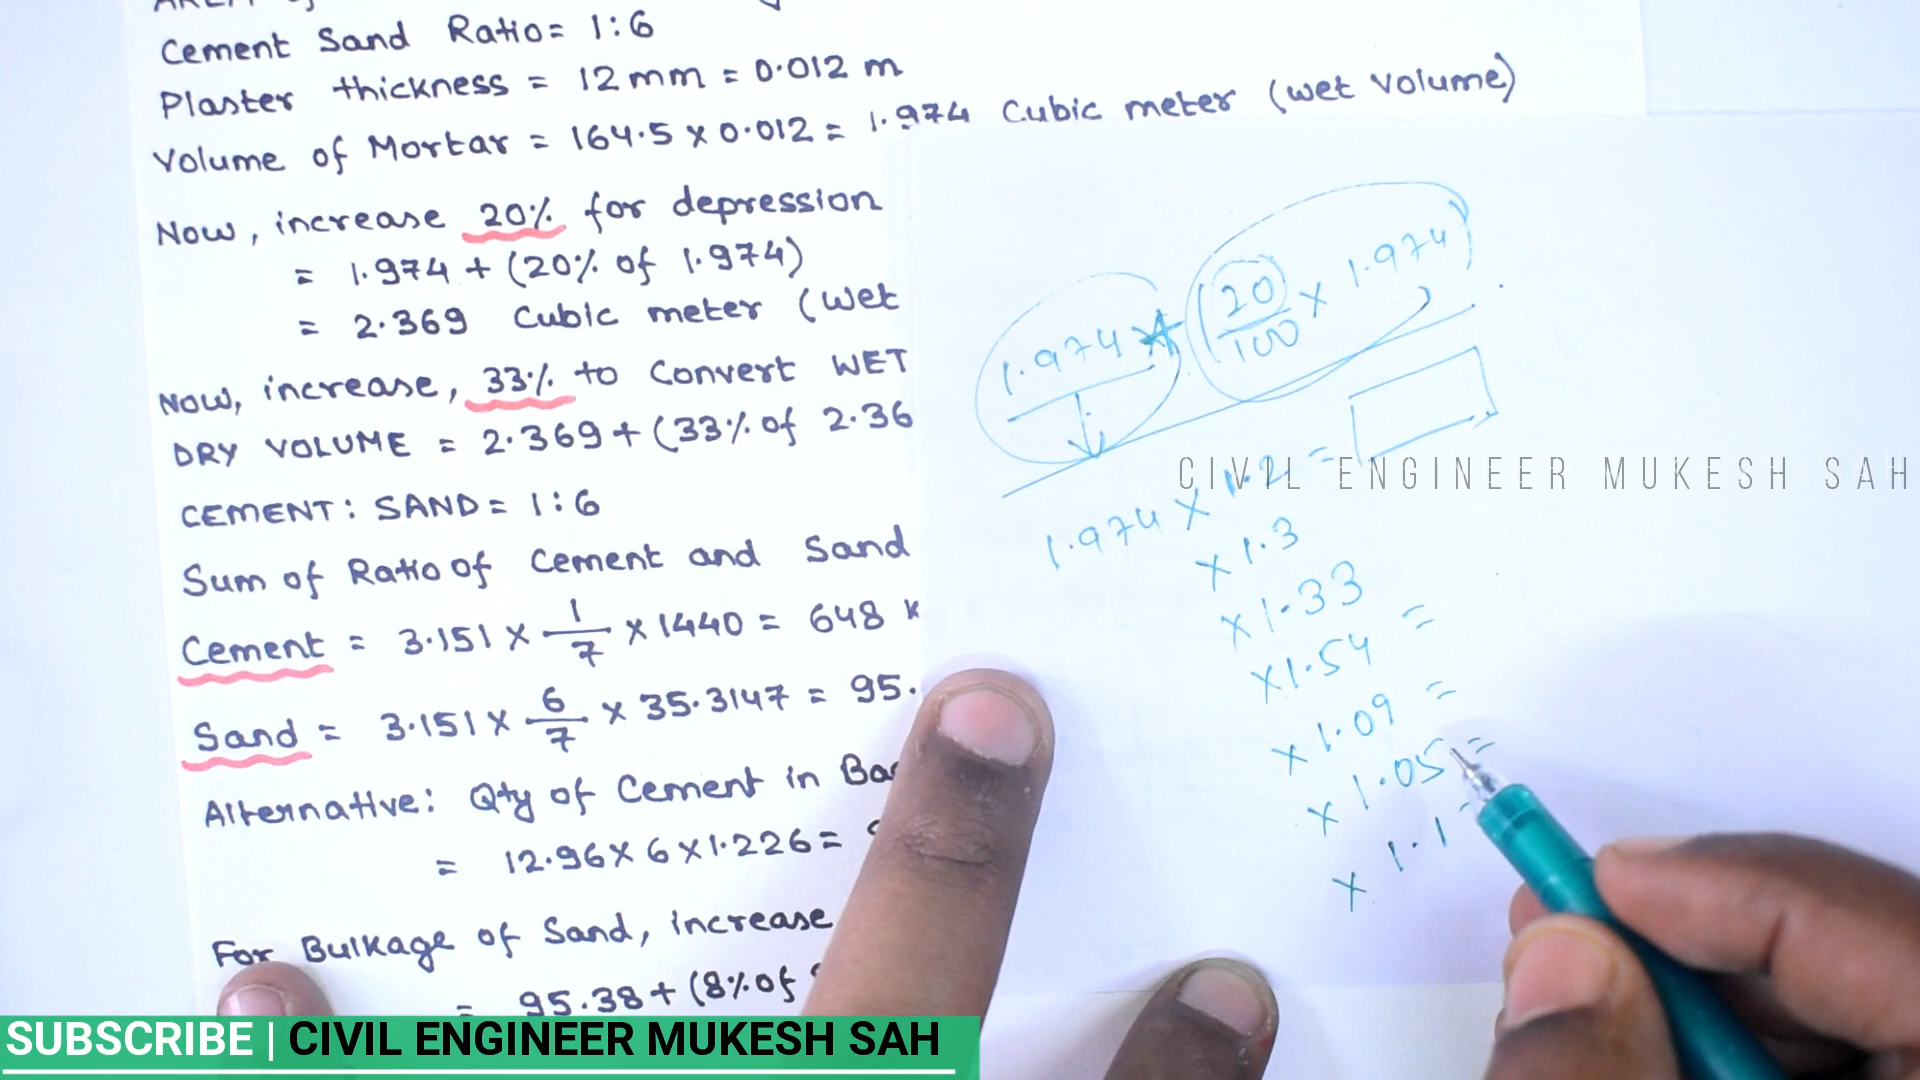 Cement Sand Ratio= 1:6
Plaster thickness = 12mm = 0.012 m
Volume of Mortar = 164.5 x 0.012 = 1.974 Cubic meter (wet volume)
Now, increase 20% for depression
= 1.974 + (20% of 1.974)
= 2.369 Cubic meter (wet
Now, increase, 33% to Convert WET
DRY VOLUME = 2.369 + (33% of 2.36
CEMENT: SAND = 1:6
Sum of Ratio of Cement and Sand
Cement = 3.151 x 1/7 x 1440 = 648 K
Sand = 3.151 x 6/7 x 35.3147 = 95.
Alternative: Qty of Cement in Ba
= 12.96 x 6 x 1.226 =
For Bulkage of Sand, increase
= 95.38 + (8% of
1.974 + (20/100 x 1.974)
1.974 x 1.2 =
x 1.3
x 1.33
x 1.54 =
x 1.09 =
x 1.05 =
x 1.1
CIVIL ENGINEER MUKESH SAH
SUBSCRIBE | CIVIL ENGINEER MUKESH SAH